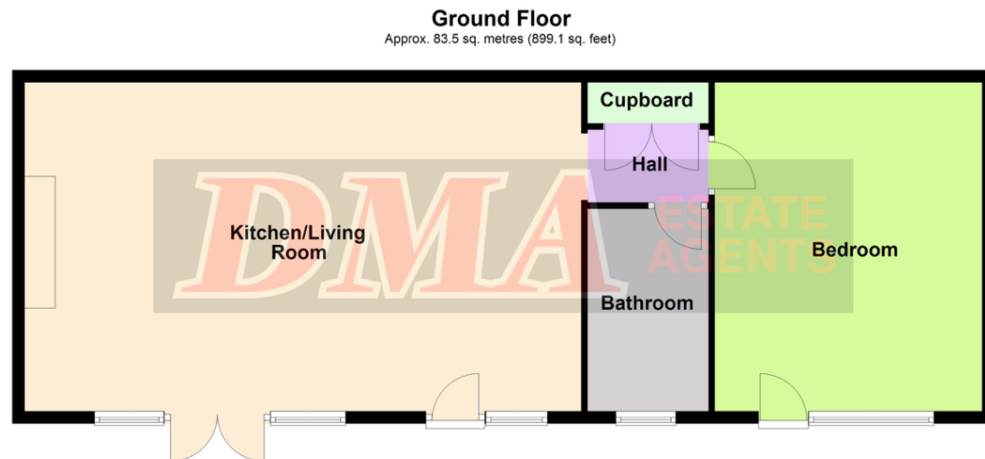 Ground Floor
Approx. 83.5 sq. metres (899.1 sq. feet)
Cupboard
Hall
Kitchen/Living
Room
DMA
ESTATE
AGENTS
Bedroom
Bathroom